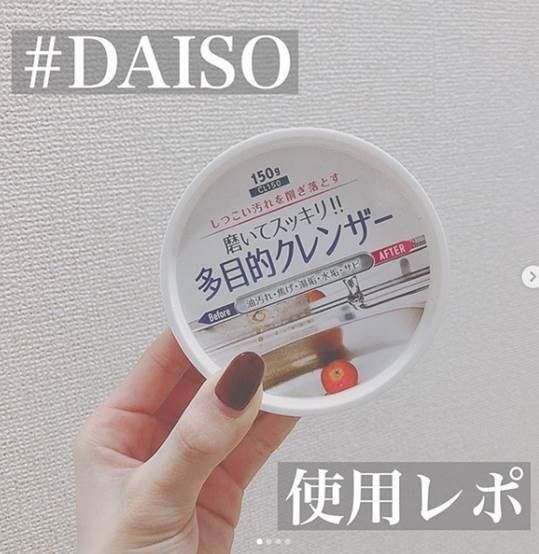 #DAISO
150g
CL150
しつこい汚れを削ぎ落とす
磨いてスッキリ!!
多目的クレンザー
AFTER
油汚れ・焦げ・湯垢・水垢・サビ
Before
使用レポ